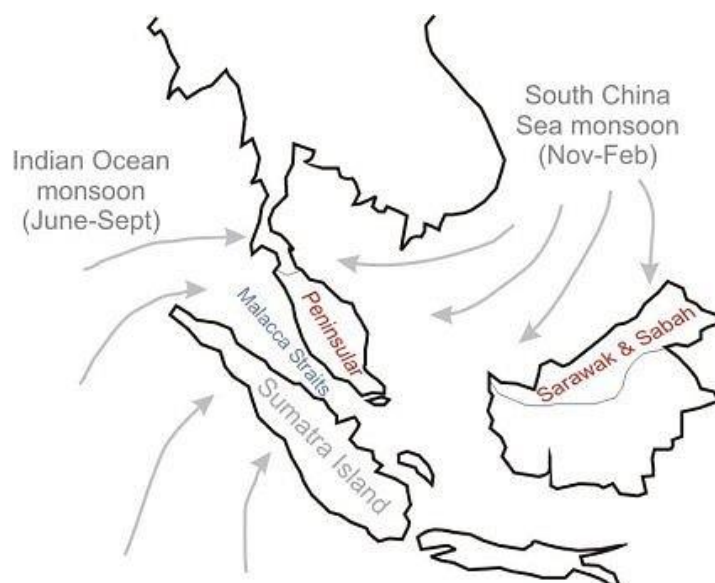 South China
Sea monsoon
(Nov-Feb)
Indian Ocean
monsoon
(June-Sept)
Malacca Straits
Peninsular
Sarawak & Sabah
Sumatra Island